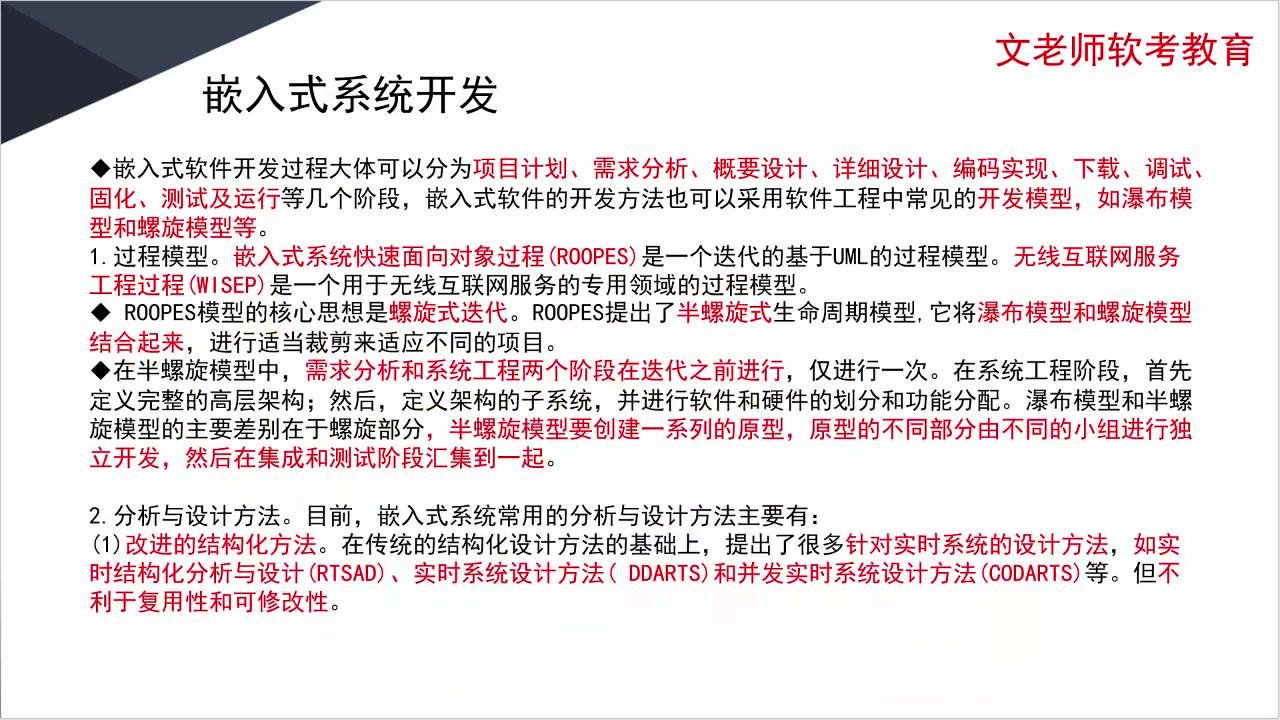 文老师软考教育
嵌入式系统开发
◆嵌入式软件开发过程大体可以分为项目计划、需求分析、概要设计、详细设计、编码实现、下载、调试、
固化、测试及运行等几个阶段，嵌入式软件的开发方法也可以采用软件工程中常见的开发模型，如瀑布模
型和螺旋模型等。
1.过程模型。嵌入式系统快速面向对象过程(ROOPES)是一个迭代的基于UML的过程模型。无线互联网服务
工程过程(WISEP)是一个用于无线互联网服务的专用领域的过程模型。
◆ ROOPES模型的核心思想是螺旋式迭代。ROOPES提出了半螺旋式生命周期模型,它将瀑布模型和螺旋模型
结合起来，进行适当裁剪来适应不同的项目。
◆在半螺旋模型中，需求分析和系统工程两个阶段在迭代之前进行，仅进行一次。在系统工程阶段，首先
定义完整的高层架构；然后，定义架构的子系统，并进行软件和硬件的划分和功能分配。瀑布模型和半螺
旋模型的主要差别在于螺旋部分，半螺旋模型要创建一系列的原型，原型的不同部分由不同的小组进行独
立开发，然后在集成和测试阶段汇集到一起。
2.分析与设计方法。目前，嵌入式系统常用的分析与设计方法主要有：
(1)改进的结构化方法。在传统的结构化设计方法的基础上，提出了很多针对实时系统的设计方法，如实
时结构化分析与设计(RTSAD)、实时系统设计方法( DDARTS)和并发实时系统设计方法(CODARTS)等。但不
利于复用性和可修改性。